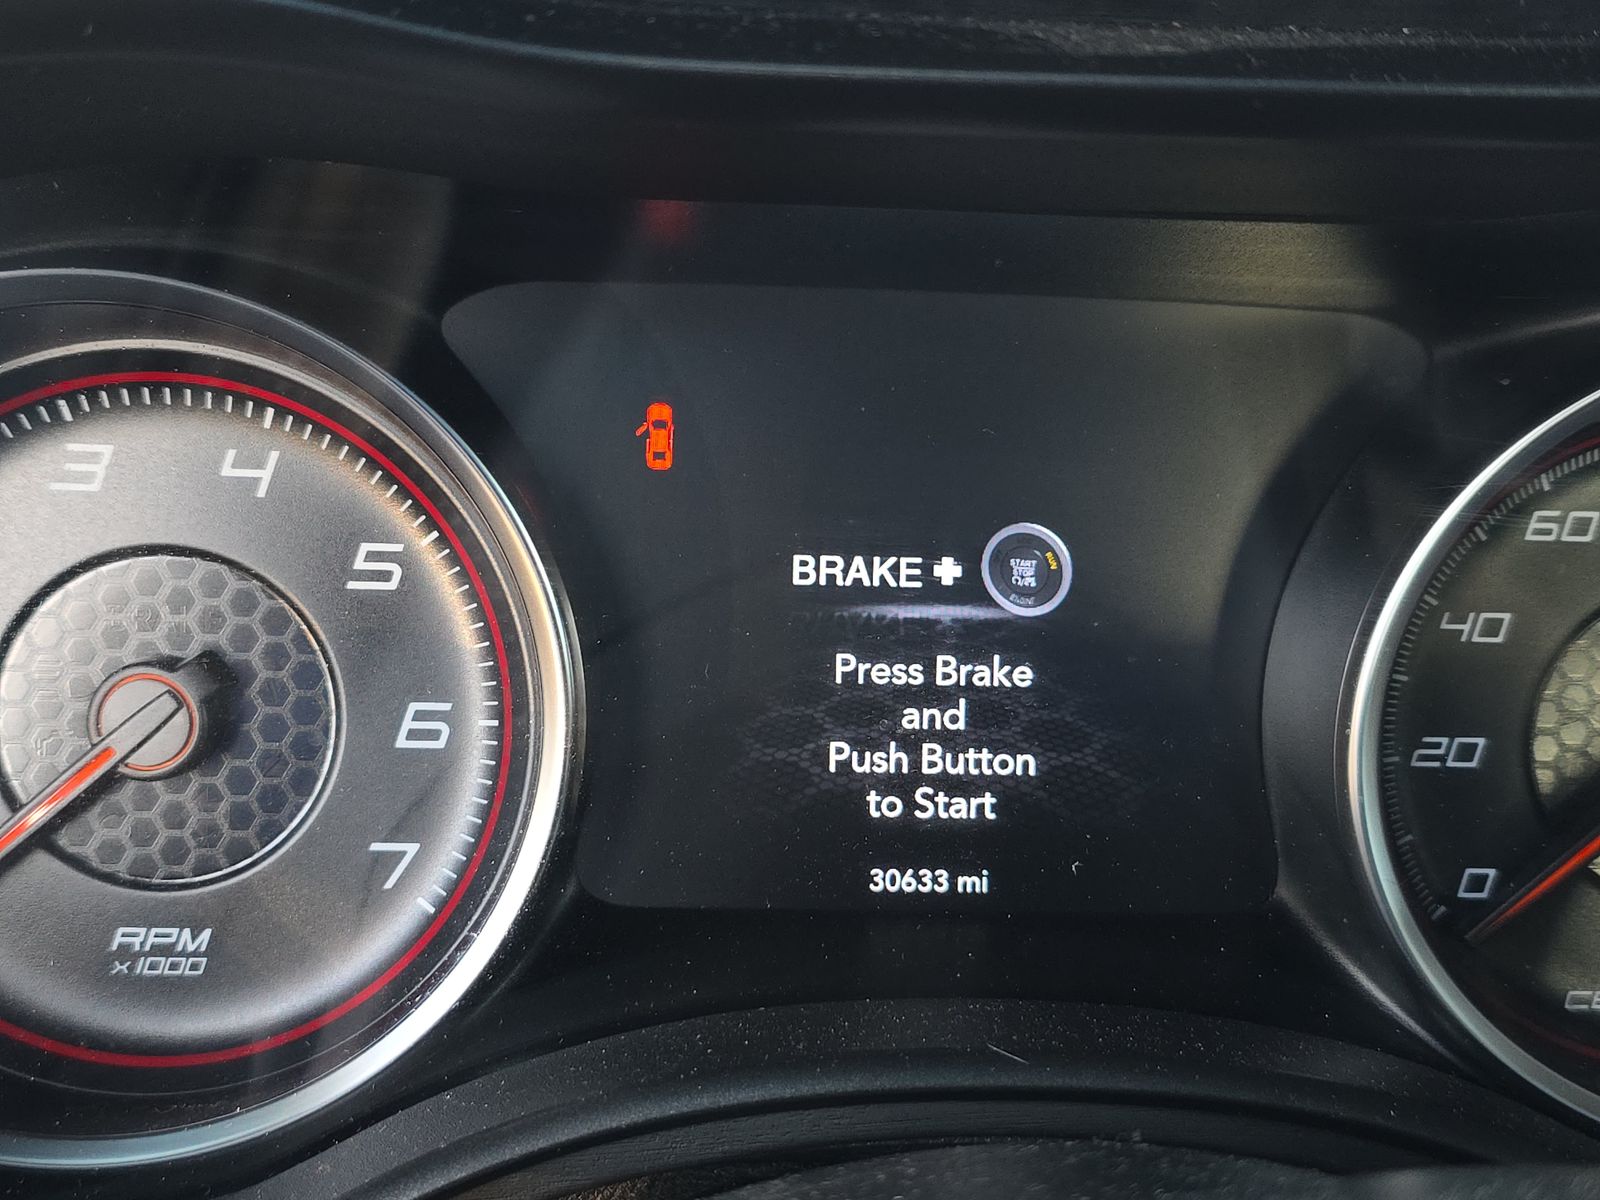 3
4
5
6
7
RPM
x1000
BRAKE +
START
STOP
ENGINE
RUN
Press Brake
and
Push Button
to Start
30633 mi
60
40
20
0